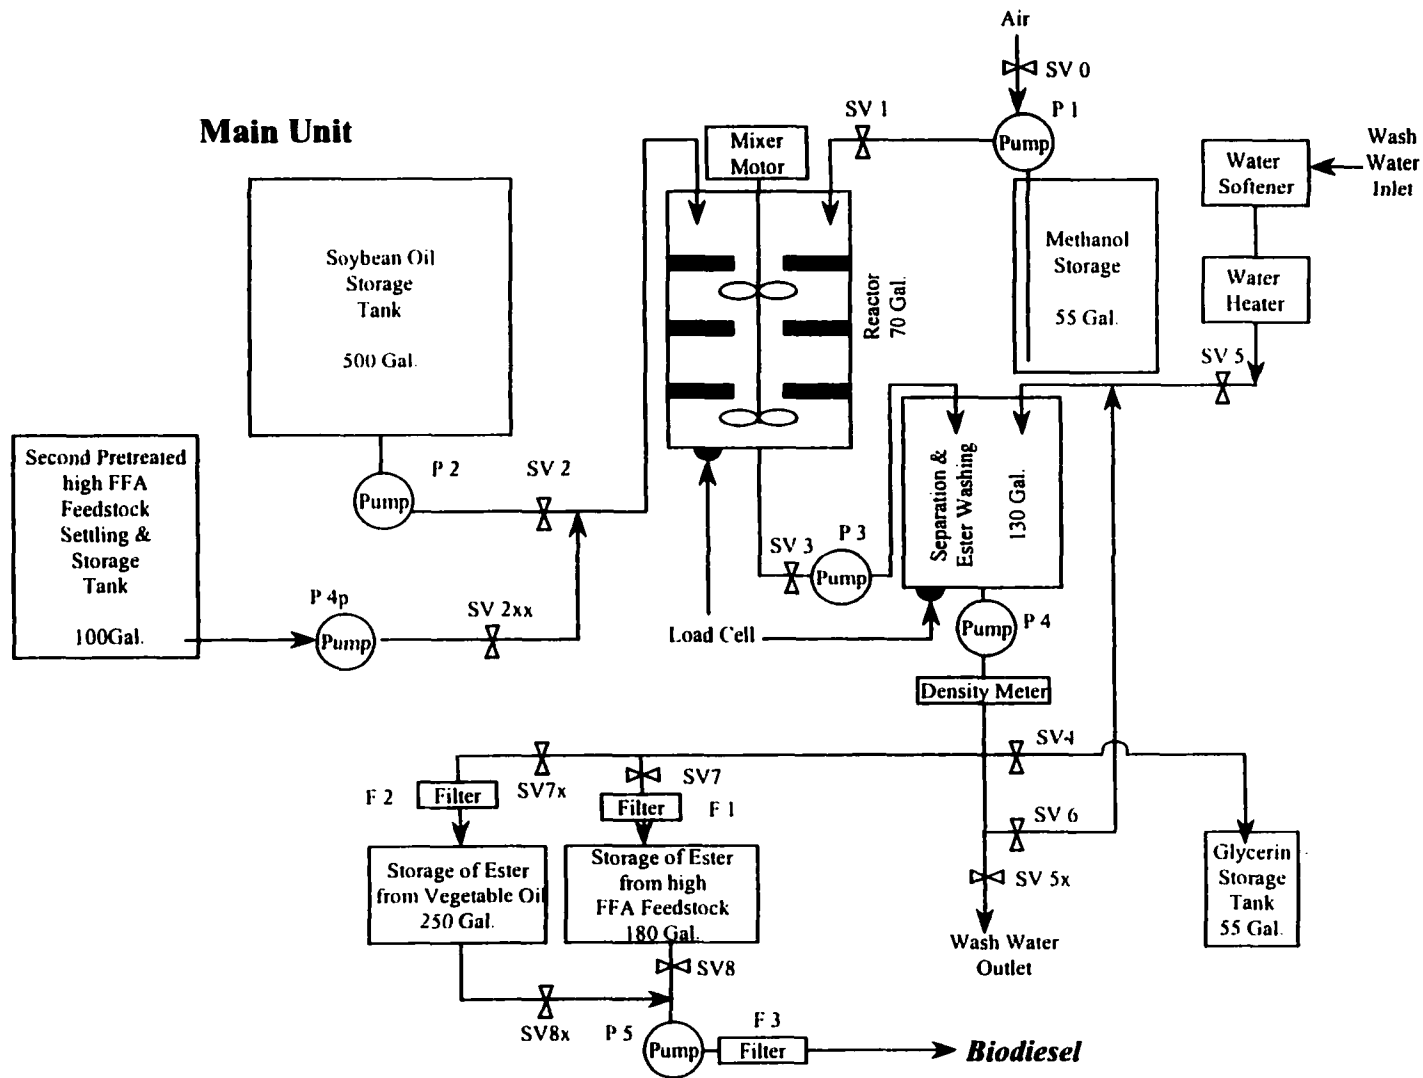 Air
SV 0
P 1
Pump
SV 1
Main Unit
Mixer
Motor
Wash
Water
Inlet
Water
Softener
Water
Heater
SV 5
Methanol
Storage
55 Gal.
Soybean Oil
Storage
Tank
500 Gal.
Reactor
70 Gal.
Second Pretreated
high FFA
Feedstock
Settling &
Storage
Tank
100Gal.
P 2
Pump
SV 2
P 4p
Pump
SV 2xx
SV 3
P 3
Pump
Separation &
Ester Washing
130 Gal.
Load Cell
Pump
P 4
Density Meter
SV4
SV7x
SV7
F 2
Filter
Filter
F 1
SV 6
Storage of Ester
from Vegetable Oil
250 Gal.
Storage of Ester
from high
FFA Feedstock
180 Gal.
SV 5x
Wash Water
Outlet
Glycerin
Storage
Tank
55 Gal.
SV8
SV8x
P 5
Pump
F 3
Filter
Biodiesel